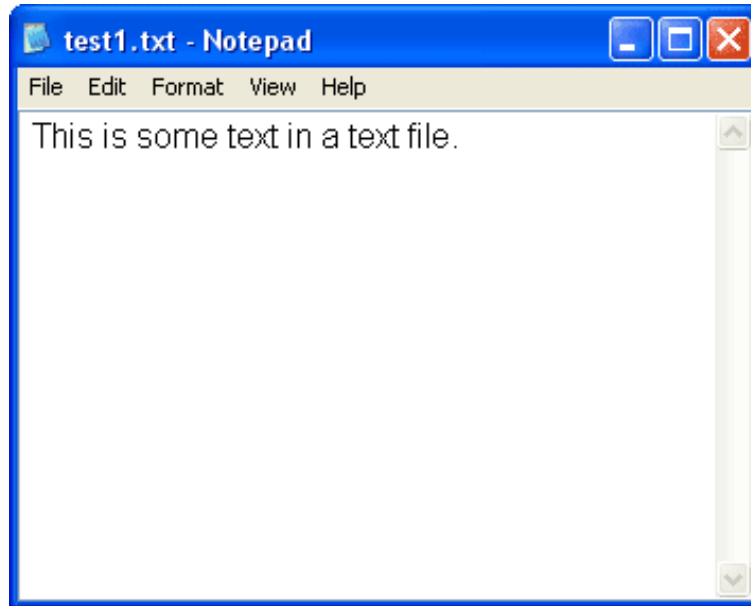 test1.txt - Notepad
File Edit Format View Help
This is some text in a text file.